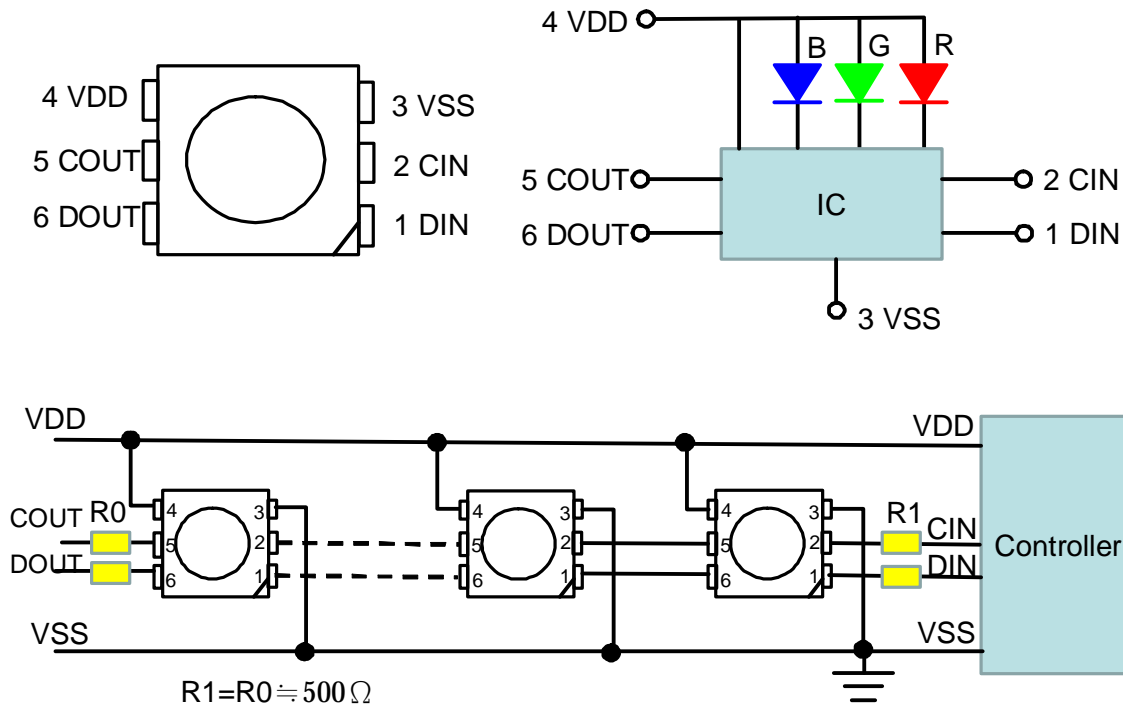 4 VDD
5 COUT
6 DOUT
3 VSS
2 CIN
1 DIN
4 VDD
B
G
R
5 COUT
6 DOUT
IC
2 CIN
1 DIN
3 VSS
VDD
VDD
COUT
R0
DOUT
4
3
5
2
6
1
4
3
5
2
6
1
4
3
5
2
6
1
R1
CIN
DIN
Controller
VSS
VSS
R1=R0≒500Ω